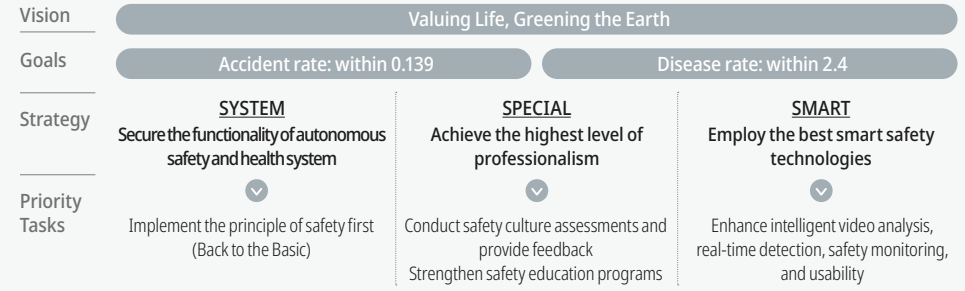 Vision
Valuing Life, Greening the Earth
Goals
Accident rate: within 0.139
Disease rate: within 2.4
Strategy
SYSTEM
Secure the functionality of autonomous
safety and health system
SPECIAL
Achieve the highest level of
professionalism
SMART
Employ the best smart safety
technologies
Priority
Tasks
Implement the principle of safety first
(Back to the Basic)
Conduct safety culture assessments and
provide feedback
Strengthen safety education programs
Enhance intelligent video analysis,
real-time detection, safety monitoring,
and usability